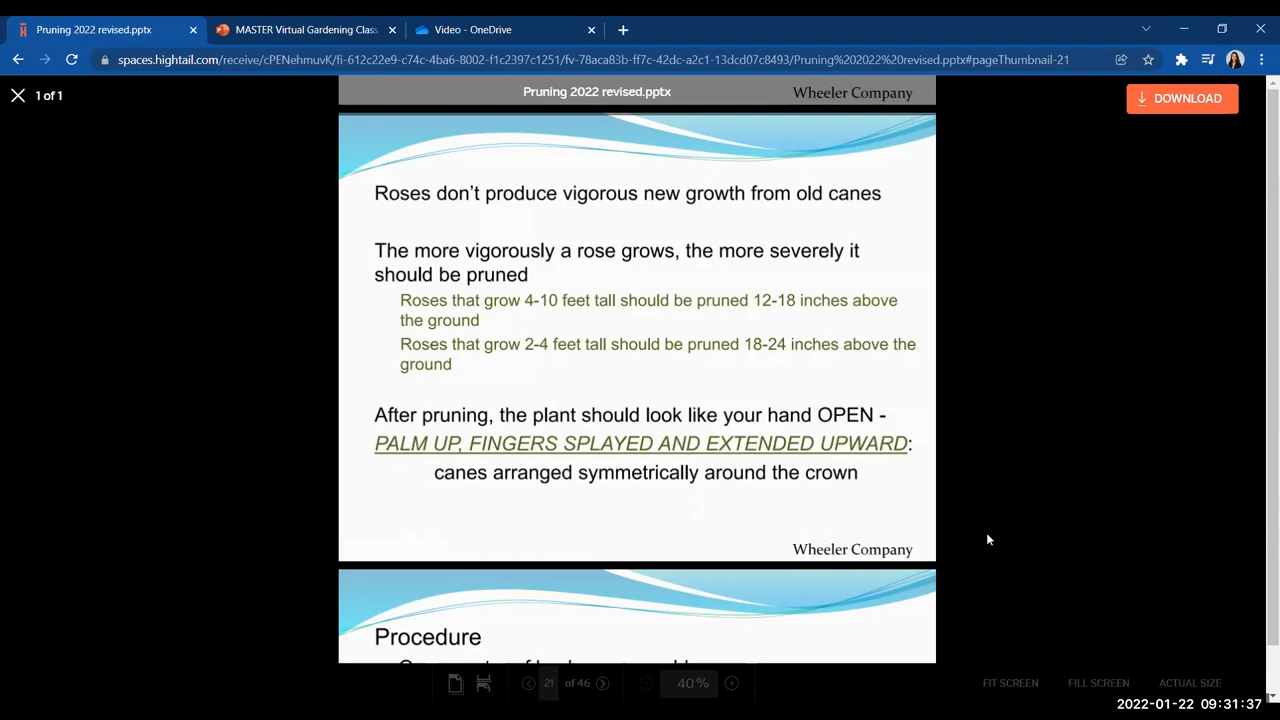 Pruning 2022 revised.pptx
MASTER Virtual Gardening Class
Video - OneDrive
spaces.hightail.com/receive/cPENehmuvK/fi-612c22e9-c74c-4ba6-8002-f1c2397c1251/fv-78aca83b-ff7c-42dc-a2c1-13dcd07c8493/Pruning%202022%20revised.pptx#pageThumbnail-21
1 of 1
Pruning 2022 revised.pptx
Wheeler Company
DOWNLOAD
Roses don't produce vigorous new growth from old canes
The more vigorously a rose grows, the more severely it
should be pruned
Roses that grow 4-10 feet tall should be pruned 12-18 inches above
the ground
Roses that grow 2-4 feet tall should be pruned 18-24 inches above the
ground
After pruning, the plant should look like your hand OPEN -
PALM UP, FINGERS SPLAYED AND EXTENDED UPWARD:
canes arranged symmetrically around the crown
Wheeler Company
Procedure
21 of 46
40%
FIT SCREEN
FILL SCREEN
ACTUAL SIZE
2022-01-22 09:31:37